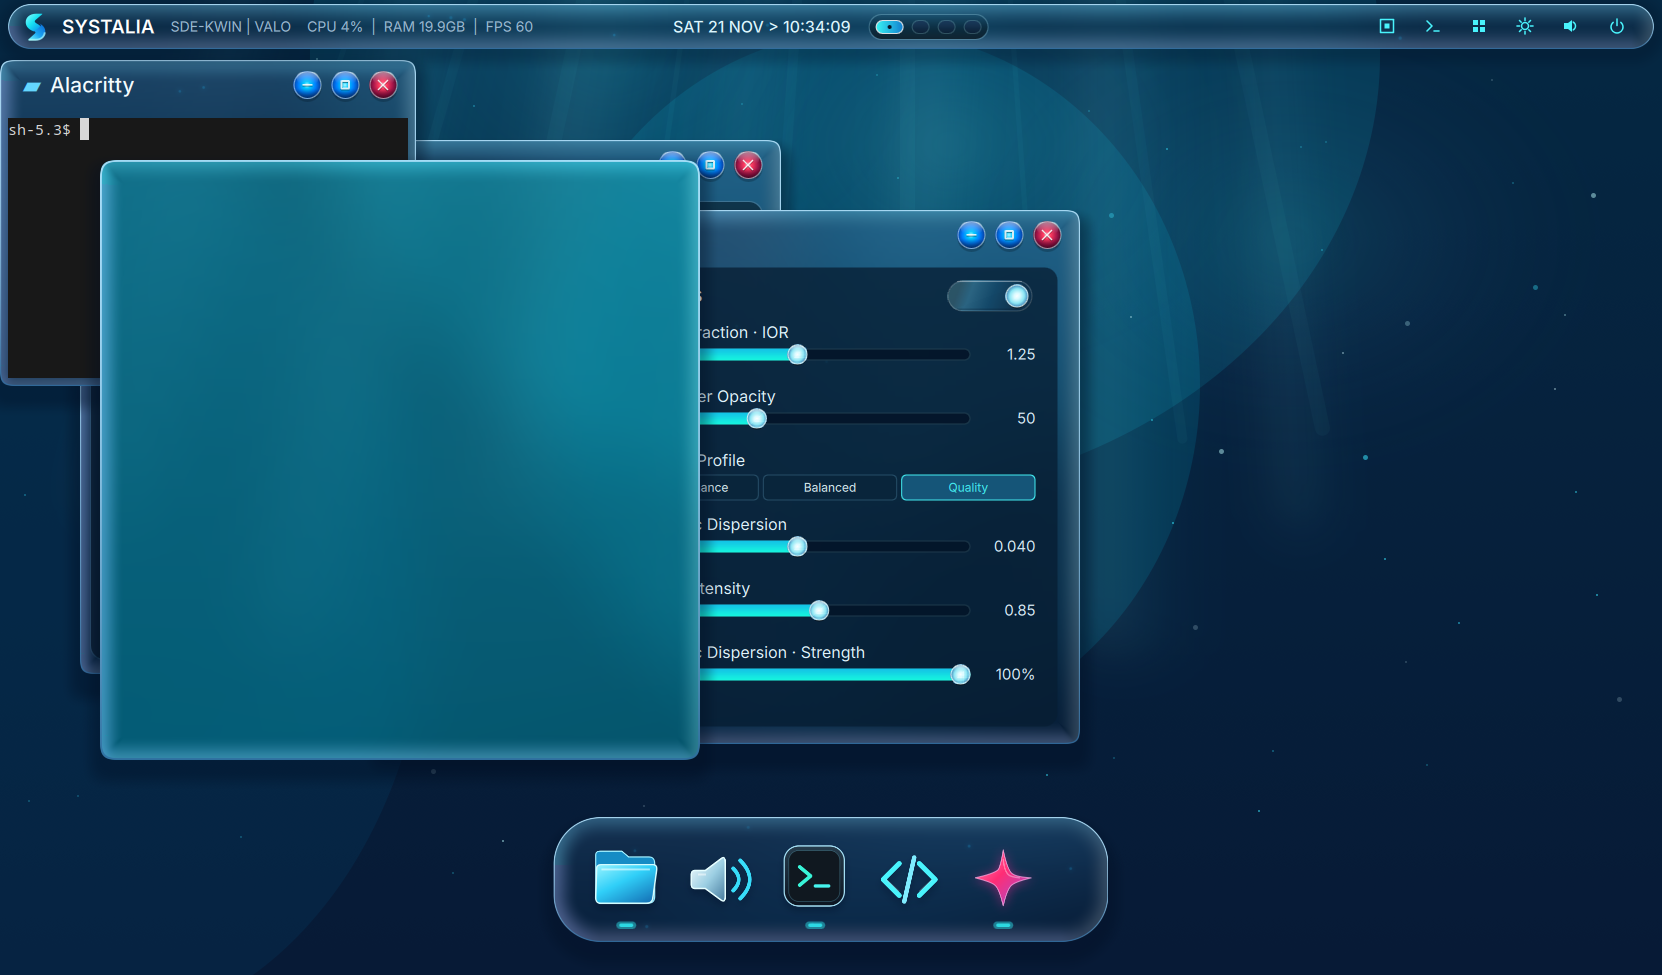 SYSTALIA SDE-KWIN | VALO CPU 4% | RAM 19.9GB | FPS 60 SAT 21 NOV > 10:34:09
Alacritty
sh-5.3$
raction · IOR
1.25
er Opacity
50
Profile
ance Balanced Quality
Dispersion
0.040
tensity
0.85
Dispersion · Strength
100%